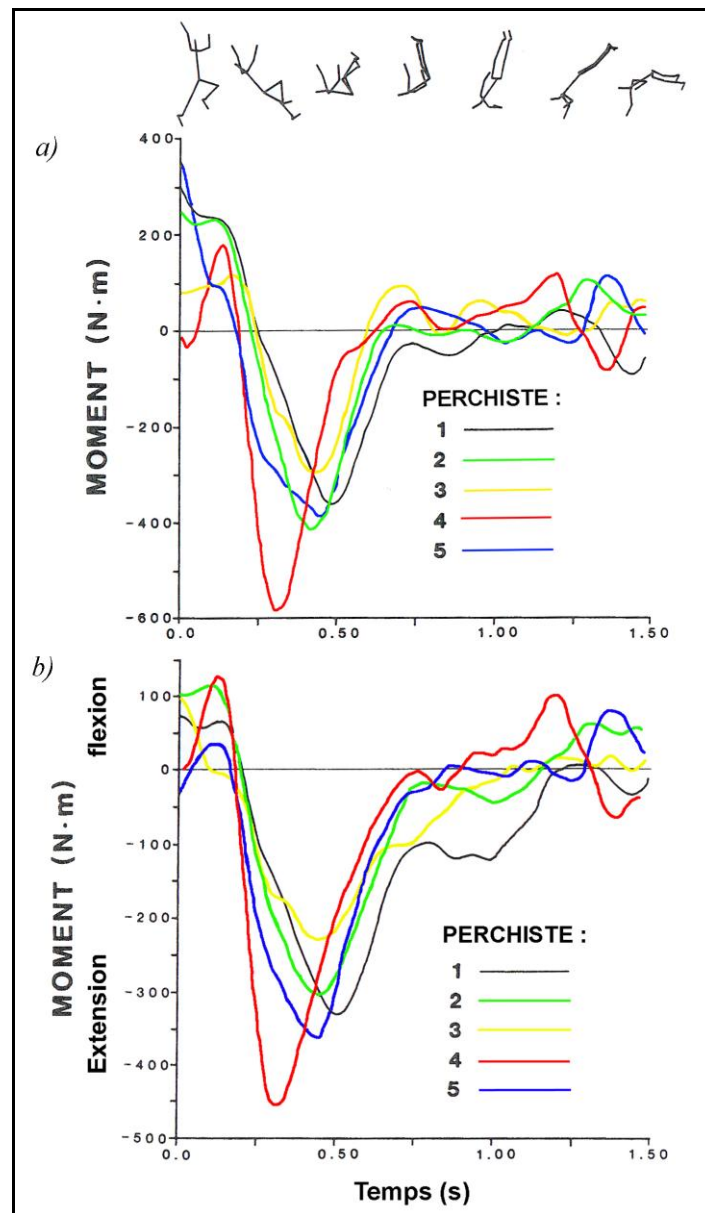 a)
400
200
0
-200
-400
-600
MOMENT (N·m)
PERCHISTE :
1
2
3
4
5
0.0 0.50 1.00 1.50
b)
100
0
-100
-200
-300
-400
-500
flexion
MOMENT (N·m)
Extension
PERCHISTE :
1
2
3
4
5
0.0 0.50 1.00 1.50
Temps (s)